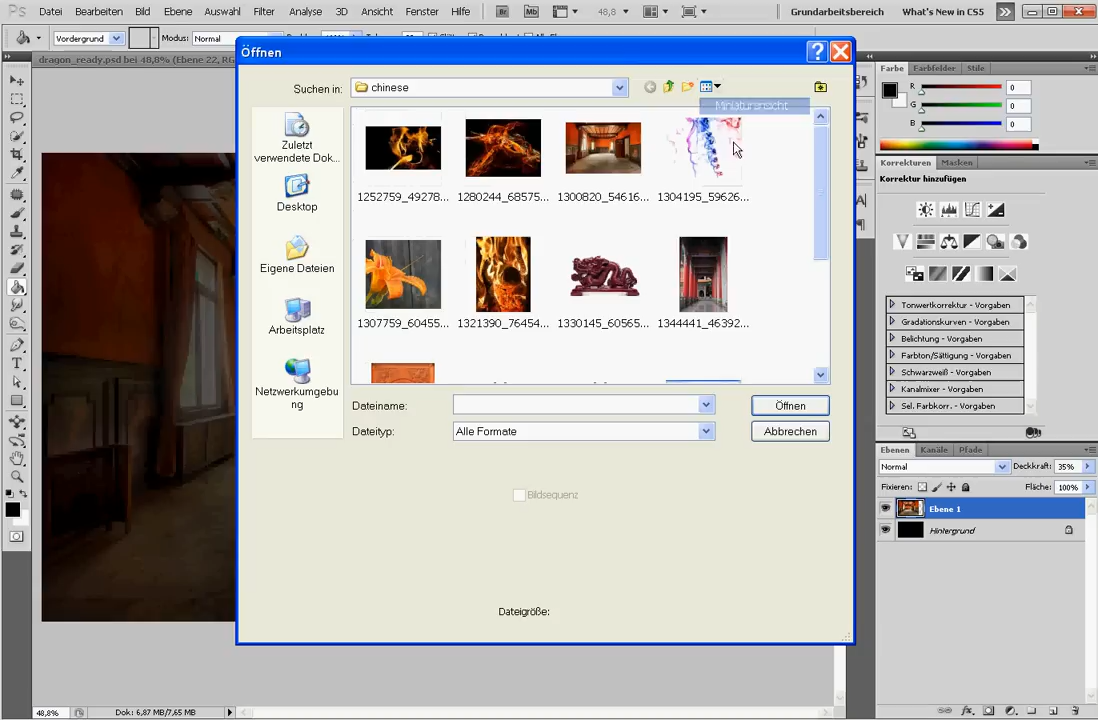 Ps Datei Bearbeiten Bild Ebene Auswahl Filter Analyse 3D Ansicht Fenster Hilfe Br Mb 48,8 Grundarbeitsbereich What's New in CS5
Vordergrund Modus: Normal
dragon_ready.psd bei 48,8% (Ebene 22, RG
Öffnen
Suchen in: chinese
Miniaturansicht
Zuletzt
verwendete Dok...
Desktop
Eigene Dateien
Arbeitsplatz
Netzwerkumgebu
ng
1252759_49278... 1280244_68575... 1300820_54616... 1304195_59626...
1307759_60455... 1321390_76454... 1330145_60565... 1344441_46392...
Dateiname: Öffnen
Dateityp: Alle Formate Abbrechen
Bildsequenz
Dateigröße:
Farbe Farbfelder Stile
R 0
G 0
B 0
Korrekturen Masken
Korrektur hinzufügen
Tonwertkorrektur - Vorgaben
Gradationskurven - Vorgaben
Belichtung - Vorgaben
Farbton/Sättigung - Vorgaben
Schwarzweiß - Vorgaben
Kanalmixer - Vorgaben
Sel. Farbkorr. - Vorgaben
Ebenen Kanäle Pfade
Normal Deckkraft: 35%
Fixieren: Fläche: 100%
Ebene 1
Hintergrund
48,8% Dok: 6,87 MB/7,65 MB